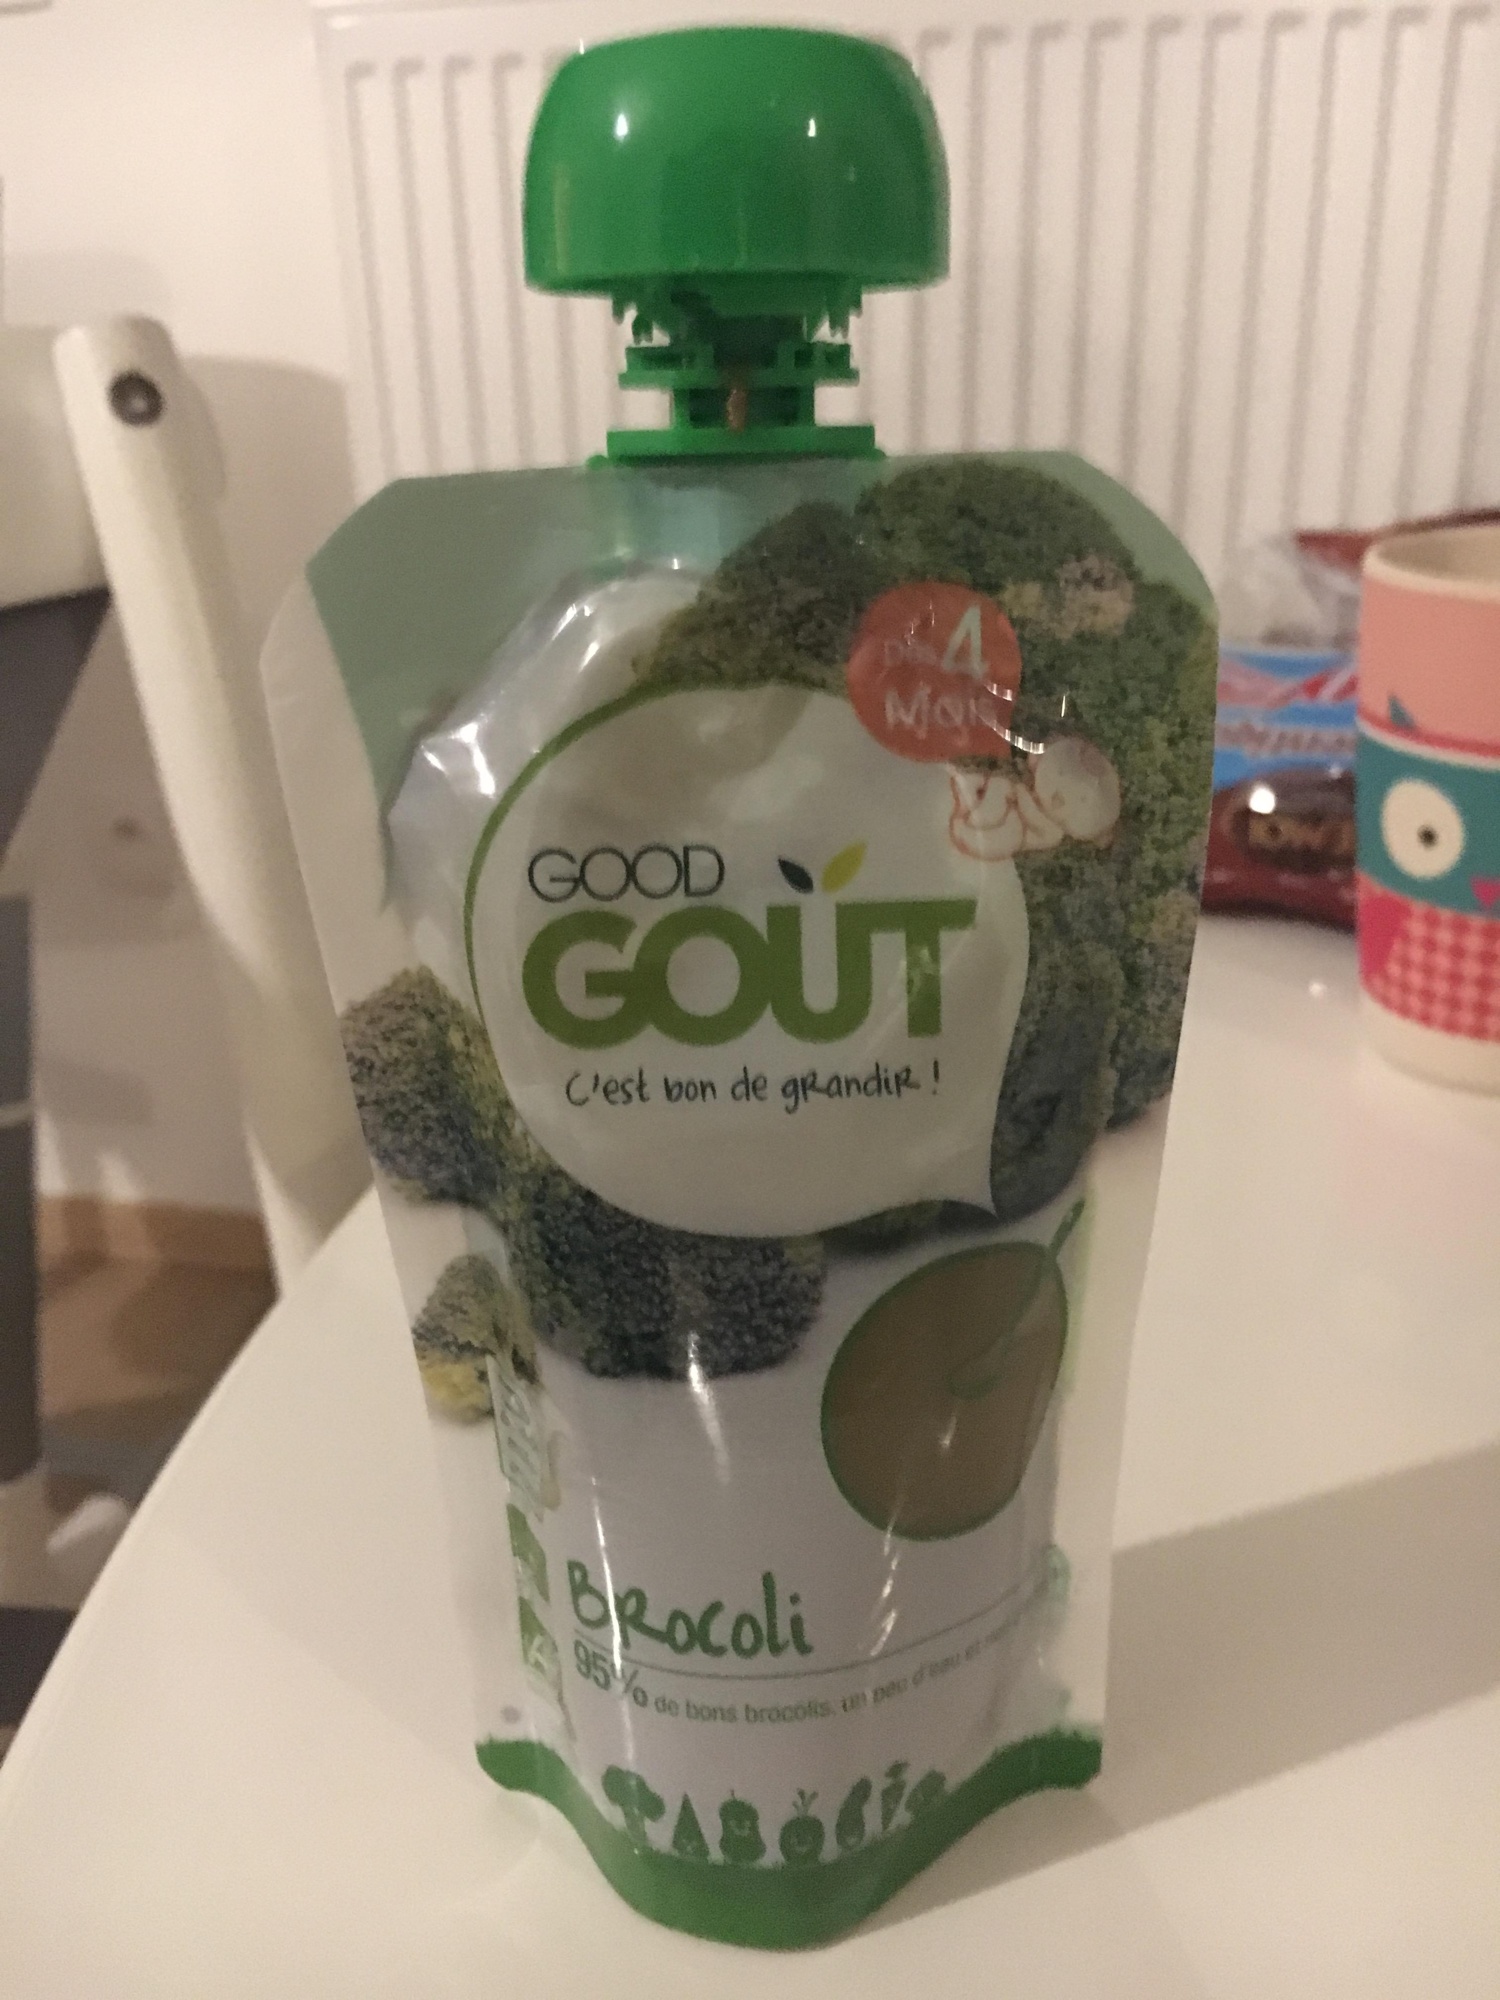 Dès 4
Mois
GOOD
GOÛT
C'est bon de grandir !
Brocoli
95% de bons brocolis, un peu d'eau et